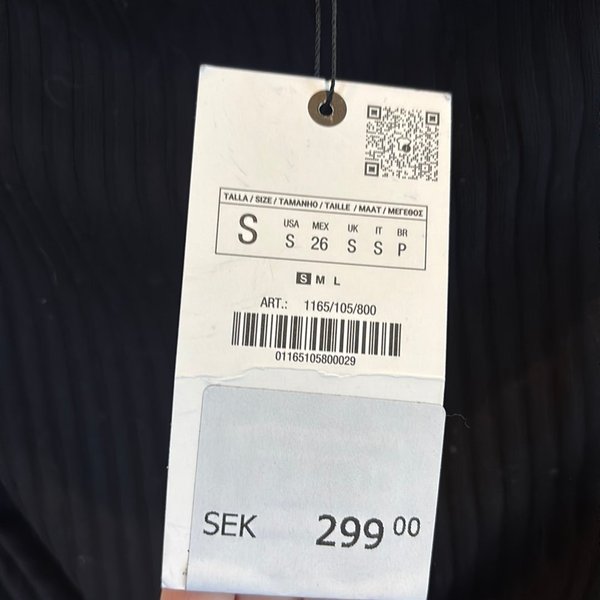 TALLA / SIZE / TAMANHO / TAILLE / MAAT / ΜΕΓΕΘΟΣ
S USA S MEX 26 UK S IT S BR P
S M L
ART.: 1165/105/800
01165105800029
SEK 299 00